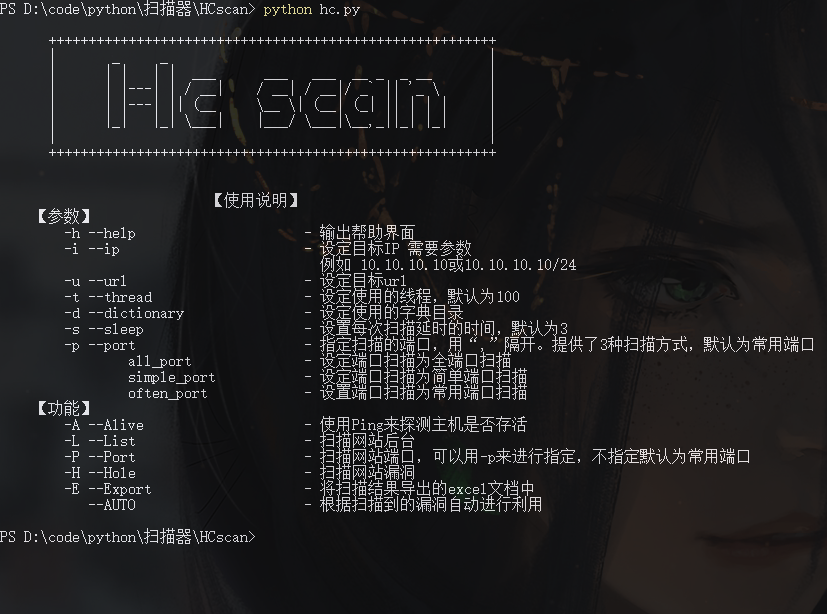 PS D:\code\python\扫描器\HCscan> python hc.py
Hc scan
【使用说明】
【参数】
-h --help - 输出帮助界面
-i --ip - 设定目标IP 需要参数
例如 10.10.10.10或10.10.10.10/24
-u --url - 设定目标url
-t --thread - 设定使用的线程，默认为100
-d --dictionary - 设定使用的字典目录
-s --sleep - 设置每次扫描延时的时间，默认为3
-p --port - 指定扫描的端口，用“，”隔开。提供了3种扫描方式，默认为常用端口
all_port - 设定端口扫描为全端口扫描
simple_port - 设定端口扫描为简单端口扫描
often_port - 设置端口扫描为常用端口扫描
【功能】
-A --Alive - 使用Ping来探测主机是否存活
-L --List - 扫描网站后台
-P --Port - 扫描网站端口，可以用-p来进行指定，不指定默认为常用端口
-H --Hole - 扫描网站漏洞
-E --Export - 将扫描结果导出的excel文档中
--AUTO - 根据扫描到的漏洞自动进行利用
PS D:\code\python\扫描器\HCscan>